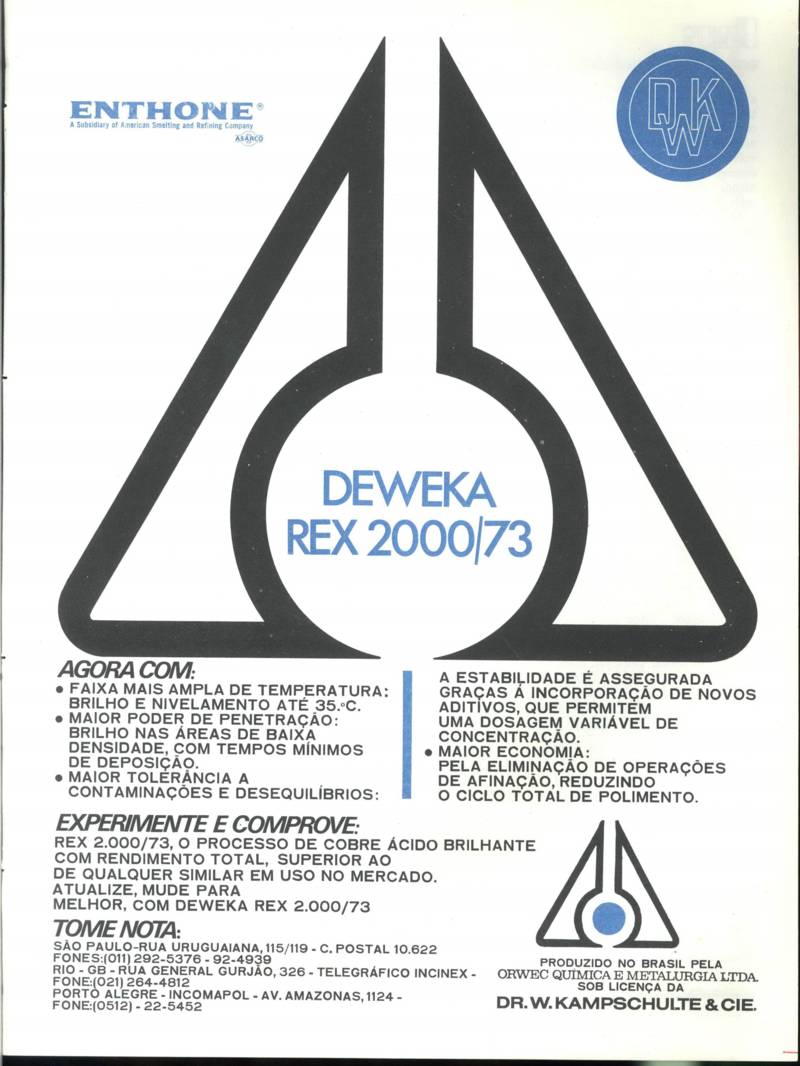 ENTHONE®
A Subsidiary of American Smelting and Refining Company
ASARCO
DKW
DEWEKA
REX 2000/73
AGORA COM:
• FAIXA MAIS AMPLA DE TEMPERATURA:
BRILHO E NIVELAMENTO ATÉ 35.ºC.
• MAIOR PODER DE PENETRAÇÃO:
BRILHO NAS ÁREAS DE BAIXA
DENSIDADE, COM TEMPOS MÍNIMOS
DE DEPOSIÇÃO.
• MAIOR TOLERÂNCIA A
CONTAMINAÇÕES E DESEQUILÍBRIOS:
A ESTABILIDADE É ASSEGURADA
GRAÇAS Á INCORPORAÇÃO DE NOVOS
ADITIVOS, QUE PERMITEM
UMA DOSAGEM VARIÁVEL DE
CONCENTRAÇÃO.
• MAIOR ECONOMIA:
PELA ELIMINAÇÃO DE OPERAÇÕES
DE AFINAÇÃO, REDUZINDO
O CICLO TOTAL DE POLIMENTO.
EXPERIMENTE E COMPROVE:
REX 2.000/73, O PROCESSO DE COBRE ÁCIDO BRILHANTE
COM RENDIMENTO TOTAL, SUPERIOR AO
DE QUALQUER SIMILAR EM USO NO MERCADO.
ATUALIZE, MUDE PARA
MELHOR, COM DEWEKA REX 2.000/73
TOME NOTA:
SÃO PAULO-RUA URUGUAIANA, 115/119 - C. POSTAL 10.622
FONES:(011) 292-5376 - 92-4939
RIO - GB - RUA GENERAL GURJÃO, 326 - TELEGRÁFICO INCINEX -
FONE:(021) 264-4812
PORTO ALEGRE - INCOMAPOL - AV. AMAZONAS, 1124 -
FONE:(0512) - 22-5452
PRODUZIDO NO BRASIL PELA
ORWEC QUIMICA E METALURGIA LTDA.
SOB LICENÇA DA
DR. W. KAMPSCHULTE & CIE.